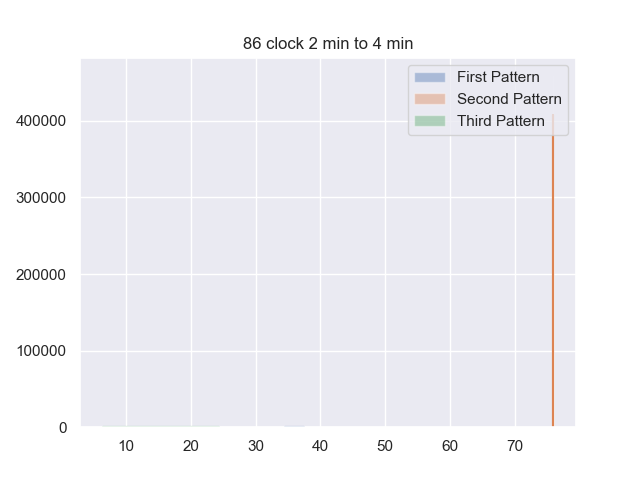 86 clock 2 min to 4 min
First Pattern
Second Pattern
Third Pattern
400000
300000
200000
100000
0
10 20 30 40 50 60 70